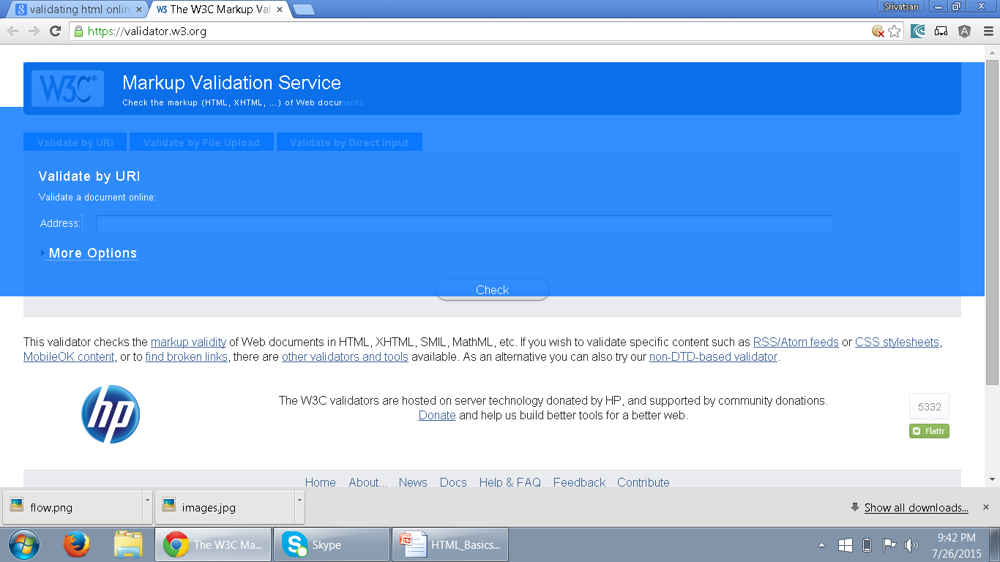 validating html onlin
W3C The W3C Markup Val
Srivatsan
https://validator.w3.org
W3C® Markup Validation Service
Check the markup (HTML, XHTML, ...) of Web documents
Validate by URI Validate by File Upload Validate by Direct Input
Validate by URI
Validate a document online:
Address:
More Options
Check
This validator checks the markup validity of Web documents in HTML, XHTML, SMIL, MathML, etc. If you wish to validate specific content such as RSS/Atom feeds or CSS stylesheets,
MobileOK content, or to find broken links, there are other validators and tools available. As an alternative you can also try our non-DTD-based validator.
hp
The W3C validators are hosted on server technology donated by HP, and supported by community donations.
Donate and help us build better tools for a better web.
5332
Flattr
Home About... News Docs Help & FAQ Feedback Contribute
flow.png images.jpg Show all downloads...
The W3C Ma... Skype HTML_Basics...
9:42 PM
7/26/2015